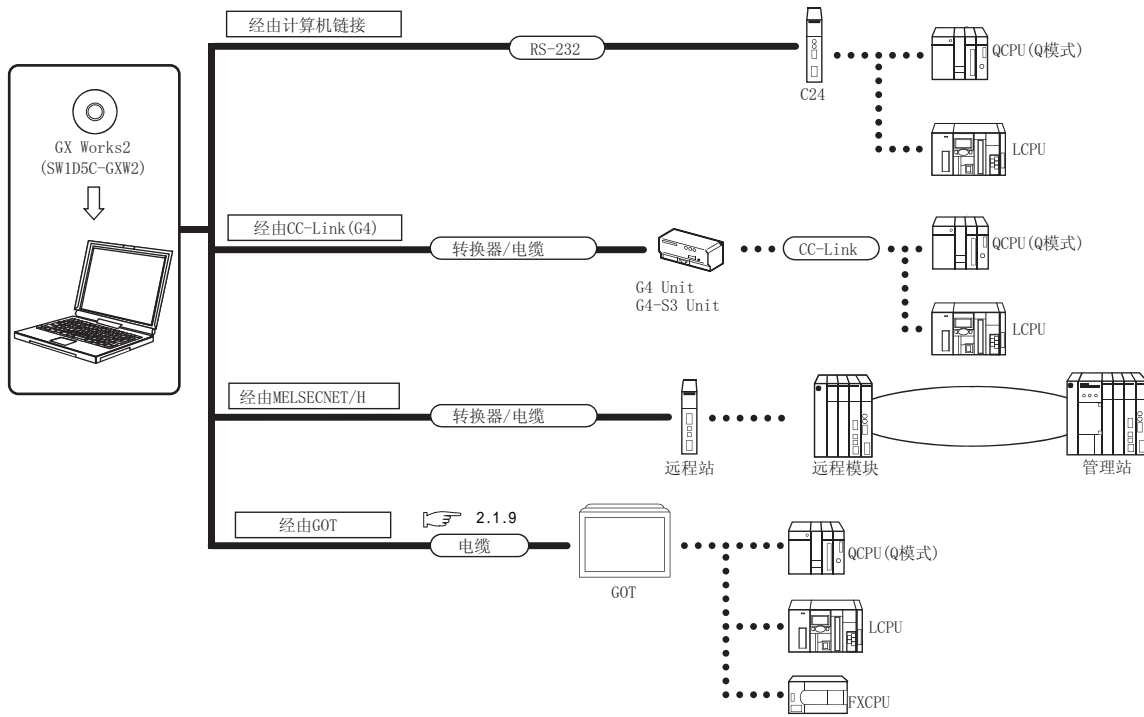 经由计算机链接
RS-232
C24
QCPU(Q模式)
LCPU
GX Works2
(SW1D5C-GXW2)
经由CC-Link(G4)
转换器/电缆
G4 Unit
G4-S3 Unit
CC-Link
QCPU(Q模式)
LCPU
经由MELSECNET/H
转换器/电缆
远程站
远程模块
管理站
经由GOT
2.1.9
电缆
GOT
QCPU(Q模式)
LCPU
FXCPU